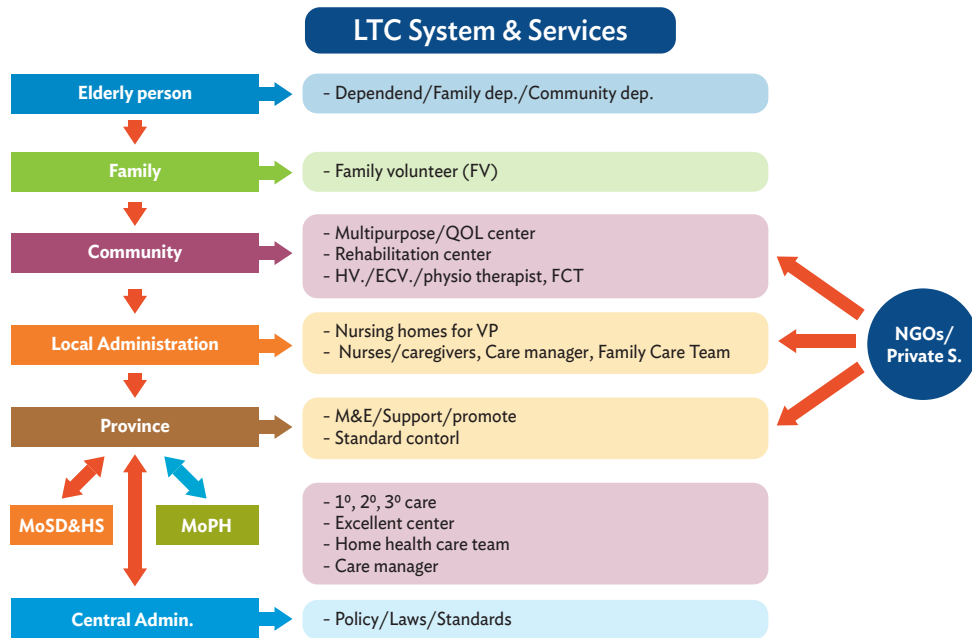 LTC System & Services
Elderly person
- Dependend/Family dep./Community dep.
Family
- Family volunteer (FV)
Community
- Multipurpose/QOL center
- Rehabilitation center
- HV./ECV./physio therapist, FCT
Local Administration
- Nursing homes for VP
- Nurses/caregivers, Care manager, Family Care Team
NGOs/
Private S.
Province
- M&E/Support/promote
- Standard contorl
MoSD&HS
MoPH
- 1º, 2º, 3º care
- Excellent center
- Home health care team
- Care manager
Central Admin.
- Policy/Laws/Standards